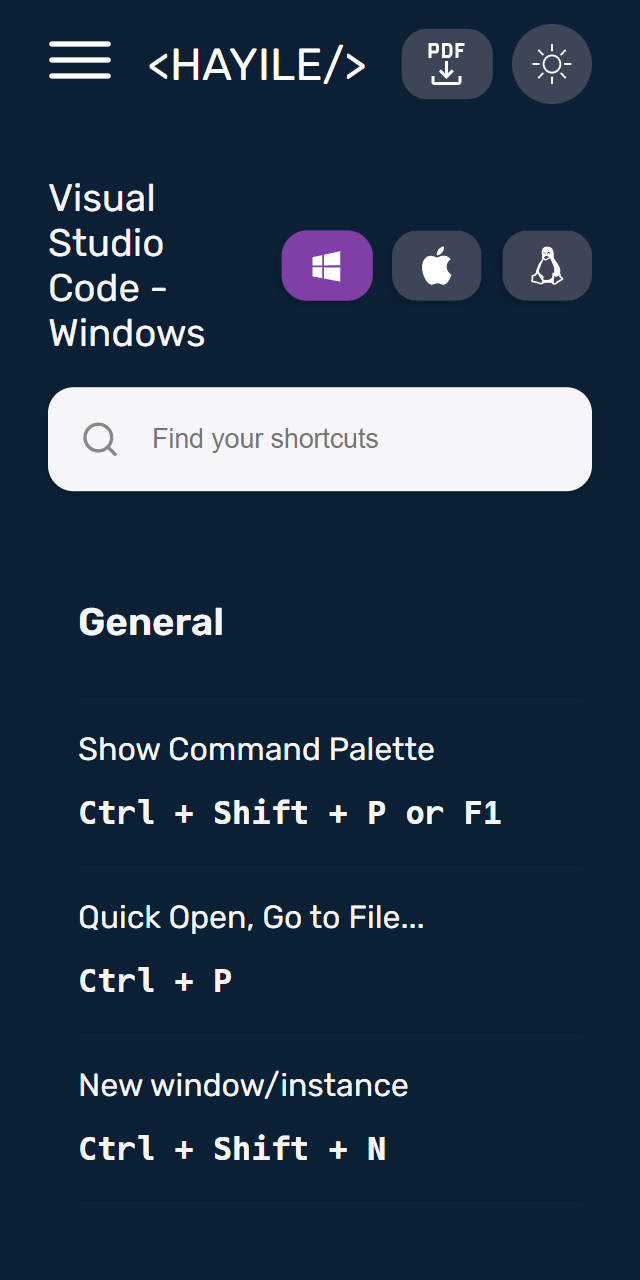 <HAYILE/>
PDF
Visual
Studio
Code -
Windows
Find your shortcuts
General
Show Command Palette
Ctrl + Shift + P or F1
Quick Open, Go to File...
Ctrl + P
New window/instance
Ctrl + Shift + N